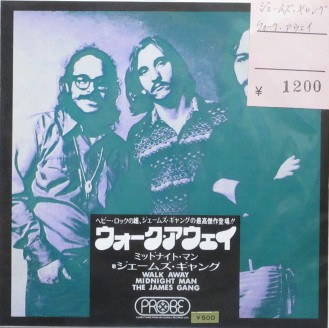 ジェームズ・ギャング
ウォーク・アウェイ
¥ 1200
ヘビー・ロックの雄、ジェームズ・ギャングの最高傑作登場!!
ウォーク・アウェイ
ミッドナイト・マン
ジェームズ・ギャング
WALK AWAY
MIDNIGHT MAN
THE JAMES GANG
PROBE
¥500